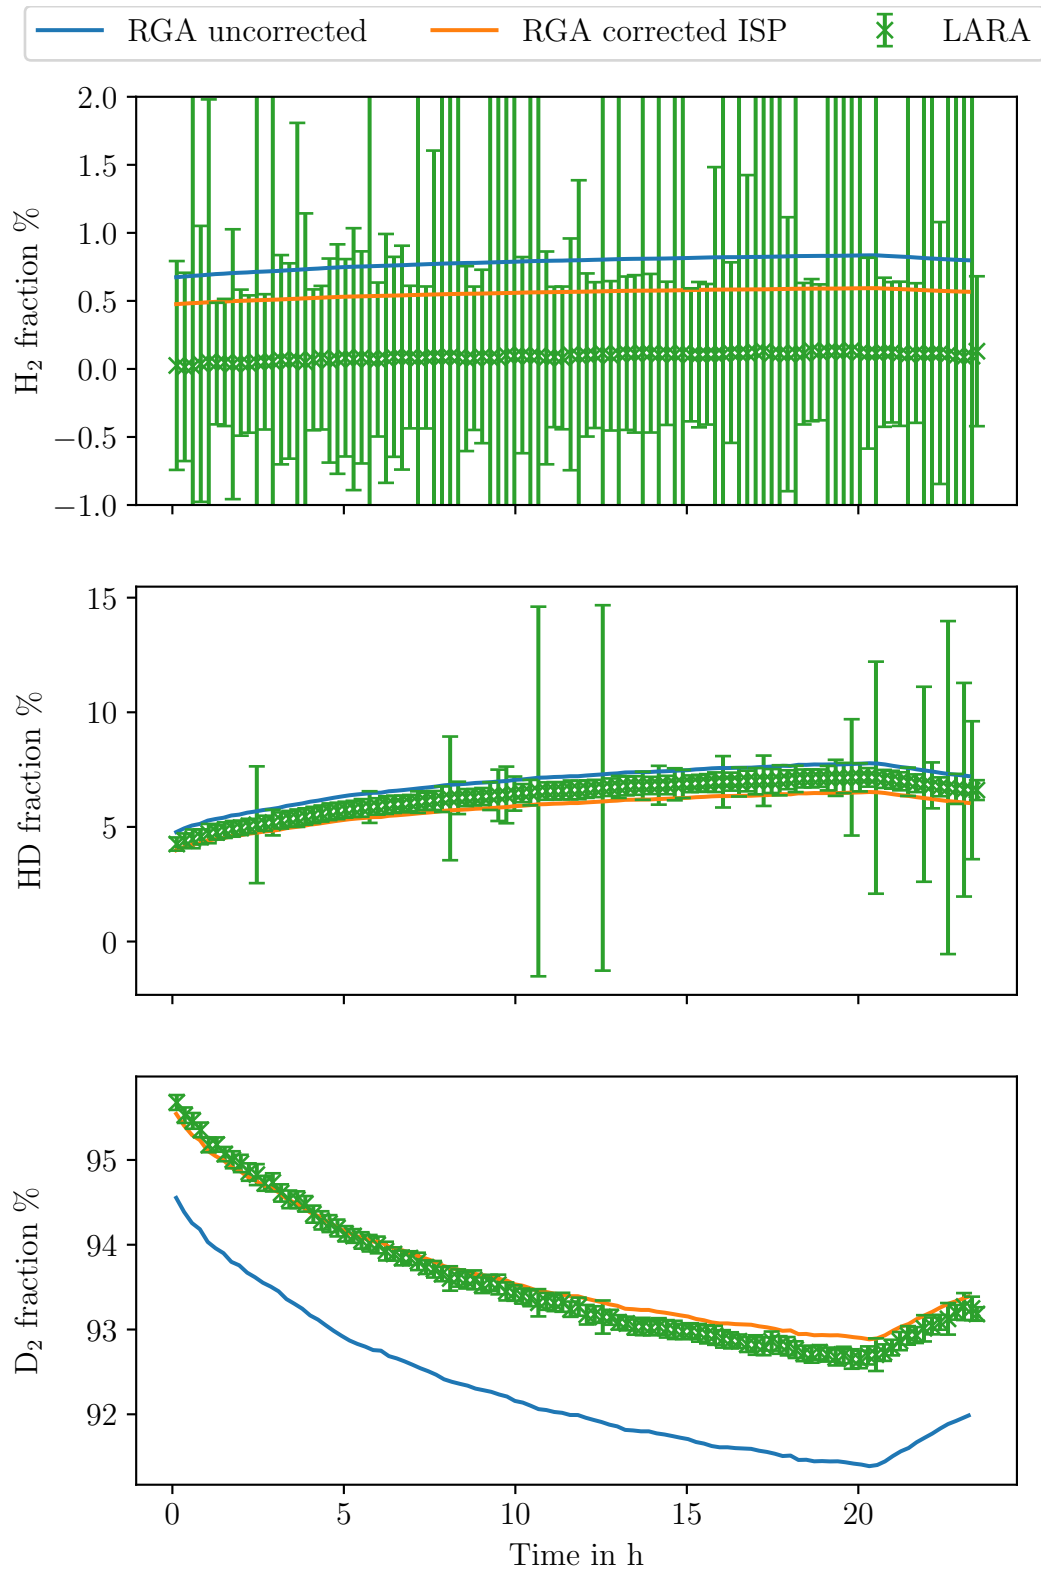 RGA uncorrected RGA corrected ISP LARA
2.0
1.5
1.0
0.5
0.0
−0.5
−1.0
H₂ fraction %
15
10
5
0
HD fraction %
95
94
93
92
D₂ fraction %
0 5 10 15 20
Time in h